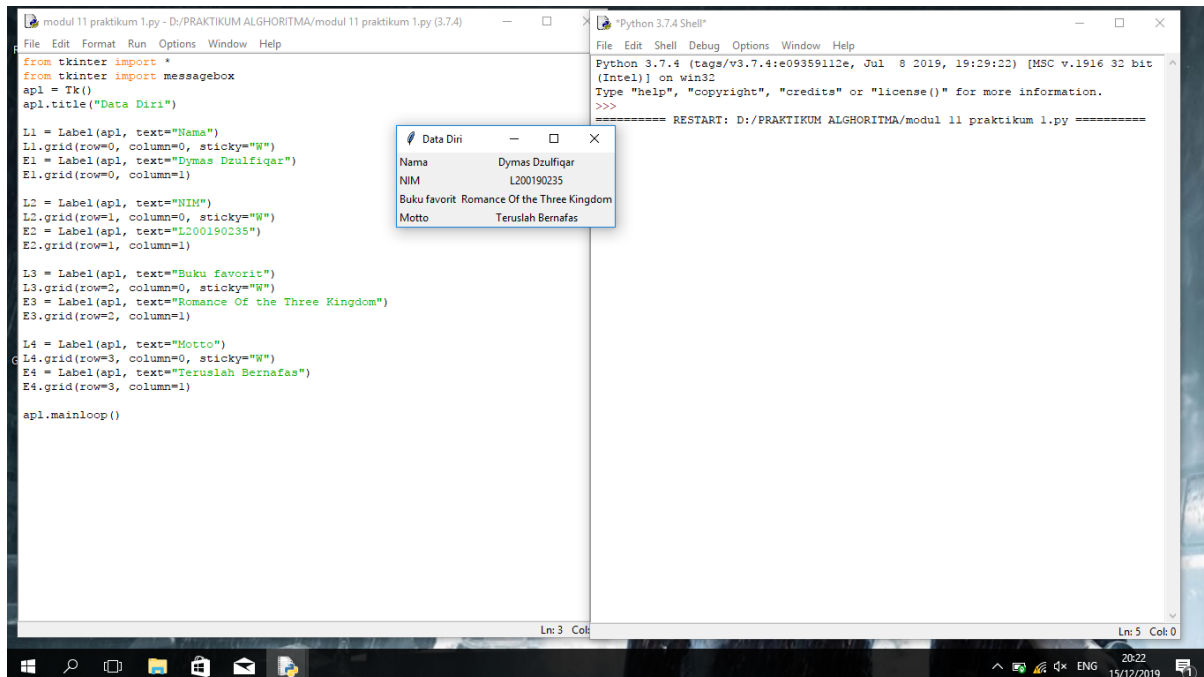 modul 11 praktikum 1.py - D:/PRAKTIKUM ALGHORITMA/modul 11 praktikum 1.py (3.7.4)
File Edit Format Run Options Window Help
from tkinter import *
from tkinter import messagebox
apl = Tk()
apl.title("Data Diri")
L1 = Label(apl, text="Nama")
L1.grid(row=0, column=0, sticky="W")
E1 = Label(apl, text="Dymas Dzulfiqar")
E1.grid(row=0, column=1)
L2 = Label(apl, text="NIM")
L2.grid(row=1, column=0, sticky="W")
E2 = Label(apl, text="L200190235")
E2.grid(row=1, column=1)
L3 = Label(apl, text="Buku favorit")
L3.grid(row=2, column=0, sticky="W")
E3 = Label(apl, text="Romance Of the Three Kingdom")
E3.grid(row=2, column=1)
L4 = Label(apl, text="Motto")
L4.grid(row=3, column=0, sticky="W")
E4 = Label(apl, text="Teruslah Bernafas")
E4.grid(row=3, column=1)
apl.mainloop()
Ln: 3 Col:
Data Diri
Nama Dymas Dzulfiqar
NIM L200190235
Buku favorit Romance Of the Three Kingdom
Motto Teruslah Bernafas
*Python 3.7.4 Shell*
File Edit Shell Debug Options Window Help
Python 3.7.4 (tags/v3.7.4:e09359112e, Jul 8 2019, 19:29:22) [MSC v.1916 32 bit
(Intel)] on win32
Type "help", "copyright", "credits" or "license()" for more information.
>>>
========== RESTART: D:/PRAKTIKUM ALGHORITMA/modul 11 praktikum 1.py ==========
Ln: 5 Col: 0
ENG
20:22
15/12/2019